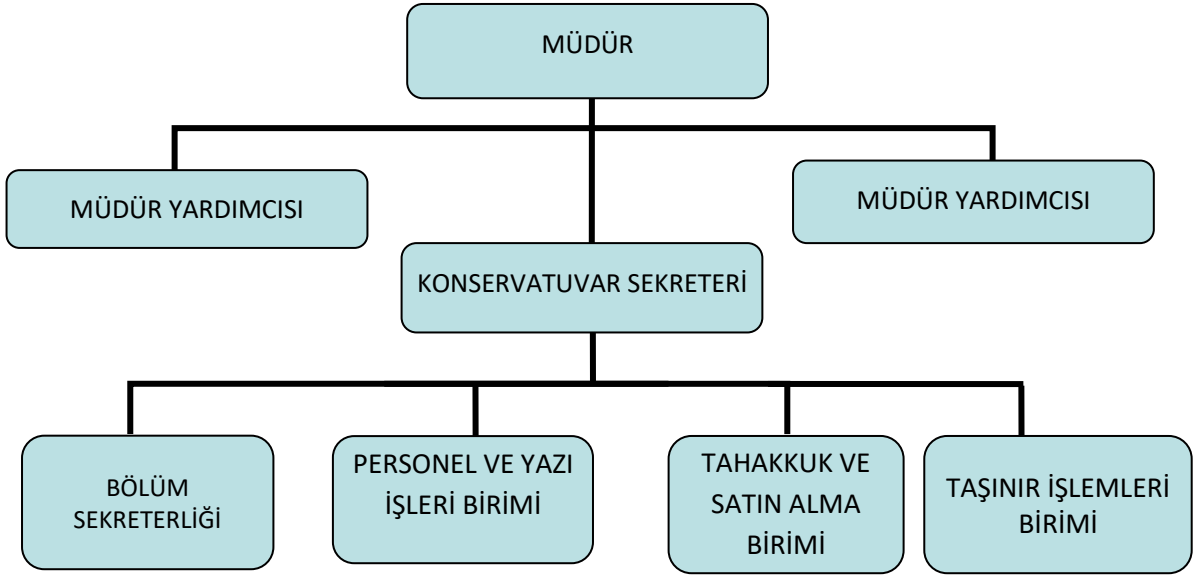 MÜDÜR
MÜDÜR YARDIMCISI
MÜDÜR YARDIMCISI
KONSERVATUVAR SEKRETERİ
BÖLÜM
SEKRETERLİĞİ
PERSONEL VE YAZI
İŞLERİ BİRİMİ
TAHAKKUK VE
SATIN ALMA
BİRİMİ
TAŞINIR İŞLEMLERİ
BİRİMİ